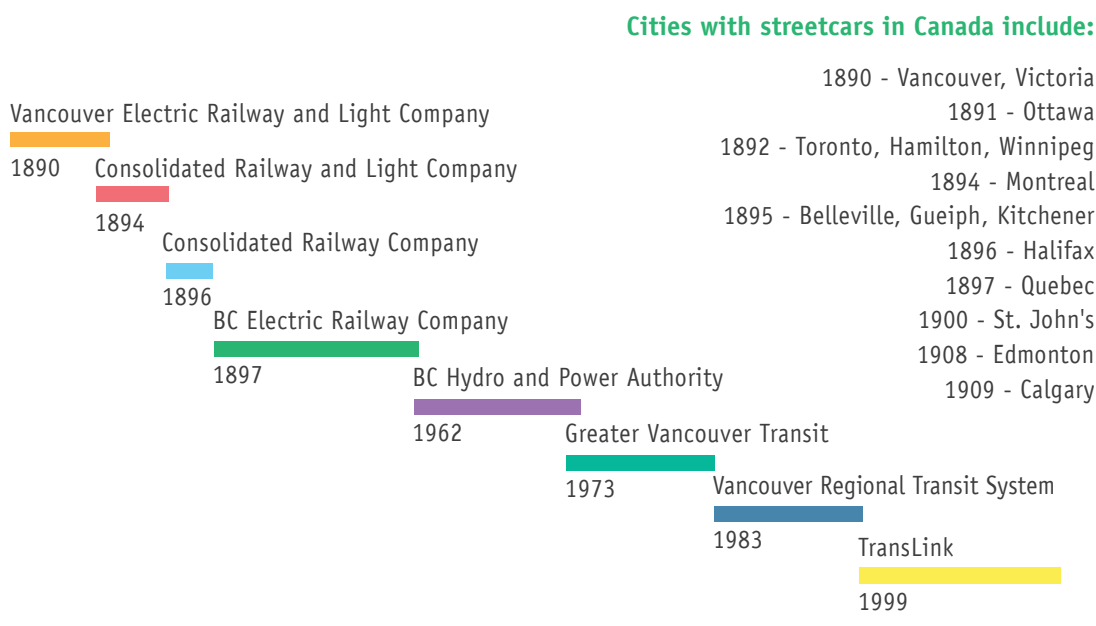 Cities with streetcars in Canada include:
1890 - Vancouver, Victoria
1891 - Ottawa
1892 - Toronto, Hamilton, Winnipeg
1894 - Montreal
1895 - Belleville, Gueiph, Kitchener
1896 - Halifax
1897 - Quebec
1900 - St. John's
1908 - Edmonton
1909 - Calgary
Vancouver Electric Railway and Light Company
1890
Consolidated Railway and Light Company
1894
Consolidated Railway Company
1896
BC Electric Railway Company
1897
BC Hydro and Power Authority
1962
Greater Vancouver Transit
1973
Vancouver Regional Transit System
1983
TransLink
1999